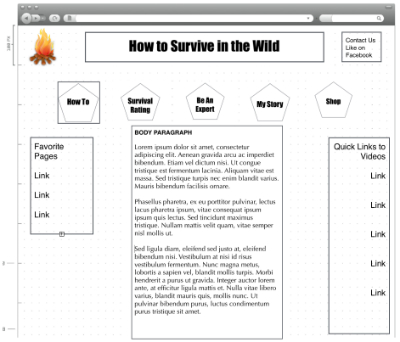 How to Survive in the Wild
Contact Us
Like on
Facebook
How To
Survival
Rating
Be An
Expert
My Story
Shop
Favorite
Pages
Link
Link
Link
BODY PARAGRAPH
Lorem ipsum dolor sit amet, consectetur
adipiscing elit. Aenean gravida arcu ac imperdiet
bibendum. Etiam vel dictum nisl. Ut congue
tristique est fermentum lacinia. Aliquam vitae est
massa. Sed tristique turpis nec enim blandit varius.
Mauris bibendum facilisis ornare.
Phasellus pharetra, ex eu porttitor pulvinar, lectus
lacus pharetra ipsum, vitae consequat ipsum
ipsum quis lectus. Sed tincidunt maximus
tristique. Nullam mattis velit quam, vitae semper
nisl mollis ut.
Sed ligula diam, eleifend sed justo at, eleifend
bibendum nisi. Vestibulum at nisi id risus
vestibulum fermentum. Nunc magna metus,
lobortis a sapien vel, blandit mollis turpis. Morbi
hendrerit a purus ut gravida. Integer auctor lorem
ante, at efficitur ligula mattis et. Nulla vitae libero
varius, blandit mauris quis, mollis nunc. Ut
pulvinar bibendum purus, luctus condimentum
purus tristique sit amet.
Quick Links to
Videos
Link
Link
Link
Link
Link